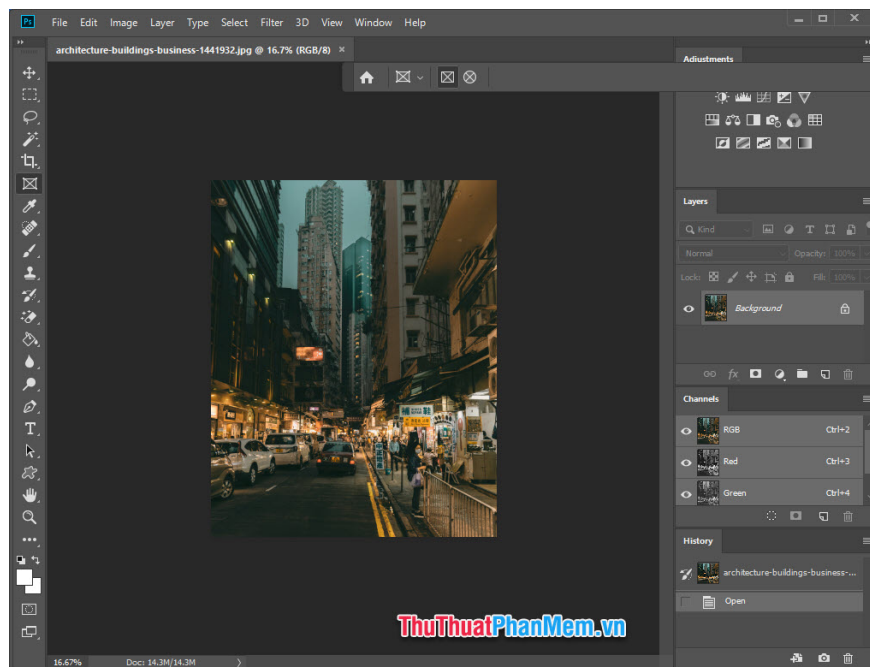 Ps File Edit Image Layer Type Select Filter 3D View Window Help
architecture-buildings-business-1441932.jpg @ 16.7% (RGB/8) ×
Adjustments
Layers
Kind
Normal Opacity: 100%
Lock: Fill: 100%
Background
Channels
RGB Ctrl+2
Red Ctrl+3
Green Ctrl+4
History
architecture-buildings-business-...
Open
ThuThuatPhanMem.vn
16.67% Doc: 14.3M/14.3M